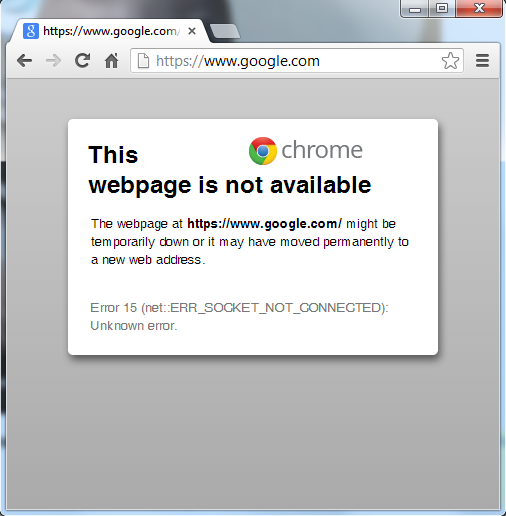 https://www.google.com/
https://www.google.com
chrome
This
webpage is not available
The webpage at https://www.google.com/ might be
temporarily down or it may have moved permanently to
a new web address.
Error 15 (net::ERR_SOCKET_NOT_CONNECTED):
Unknown error.